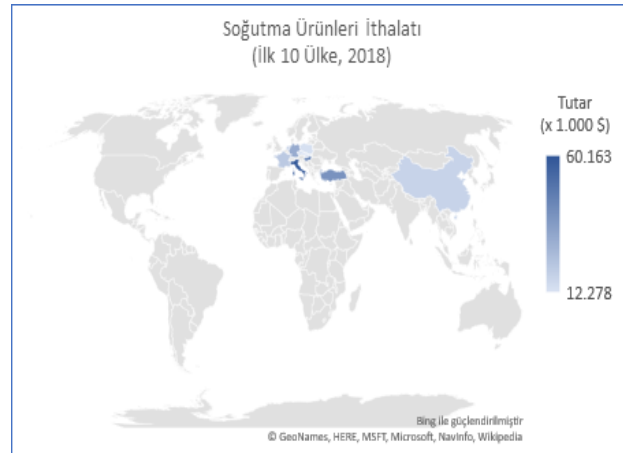 Soğutma Ürünleri İthalatı
(İlk 10 Ülke, 2018)
Tutar
(x 1.000 $)
60.163
12.278
Bing ile güçlendirilmiştir
© GeoNames, HERE, MSFT, Microsoft, NavInfo, Wikipedia